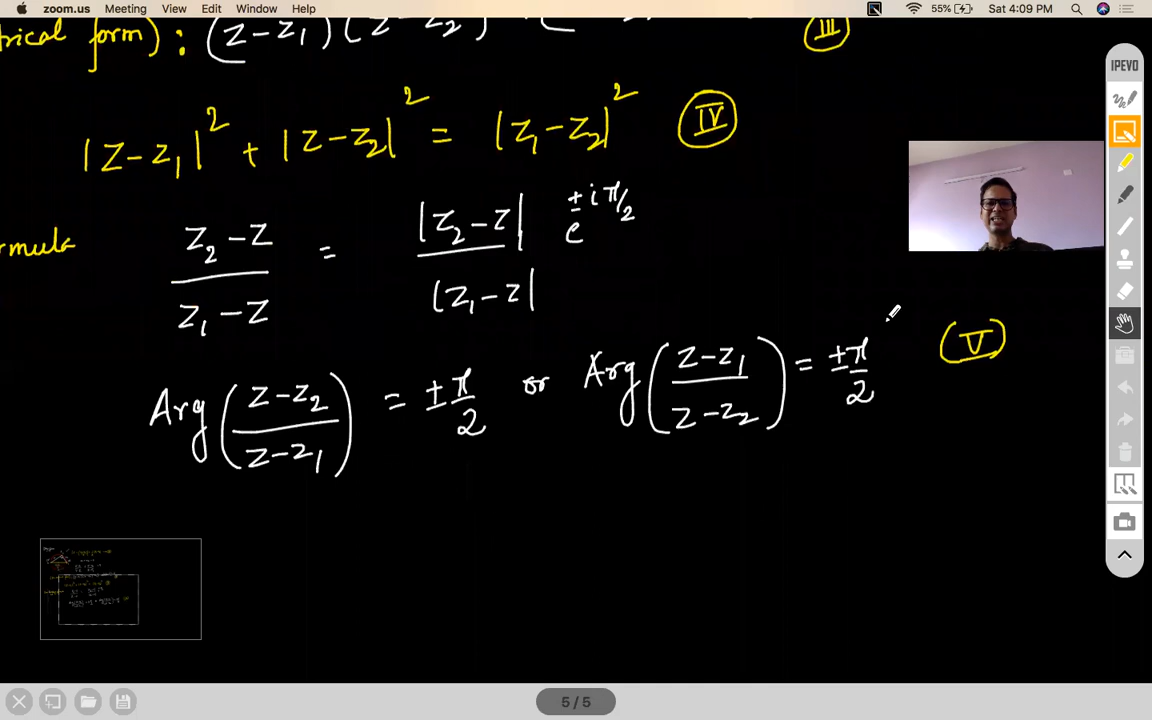 zoom.us Meeting View Edit Window Help 55% Sat 4:09 PM
IPEVO
trical form): (z-z₁)(z̅-z̅₂) III
|z-z₁|² + |z-z₂|² = |z₁-z₂|² IV
rmula
z₂-z / z₁-z = |z₂-z| / |z₁-z| e^(±iπ/2)
Arg(z-z₂ / z-z₁) = ±π/2 or Arg(z-z₁ / z-z₂) = ±π/2 (V)
5 / 5